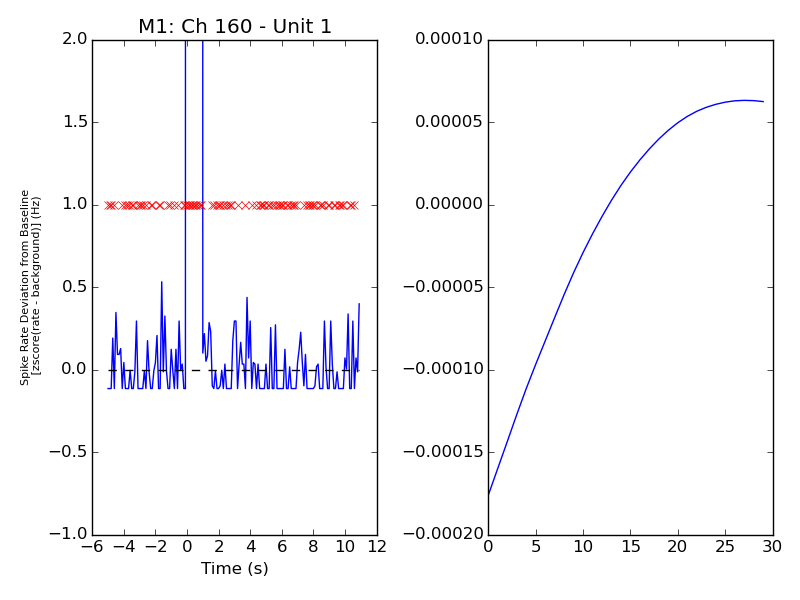 M1: Ch 160 - Unit 1
2.0
1.5
1.0
0.5
0.0
−0.5
−1.0
Spike Rate Deviation from Baseline
[zscore(rate - background)] (Hz)
−6 −4 −2 0 2 4 6 8 10 12
Time (s)
0.00010
0.00005
0.00000
−0.00005
−0.00010
−0.00015
−0.00020
0 5 10 15 20 25 30